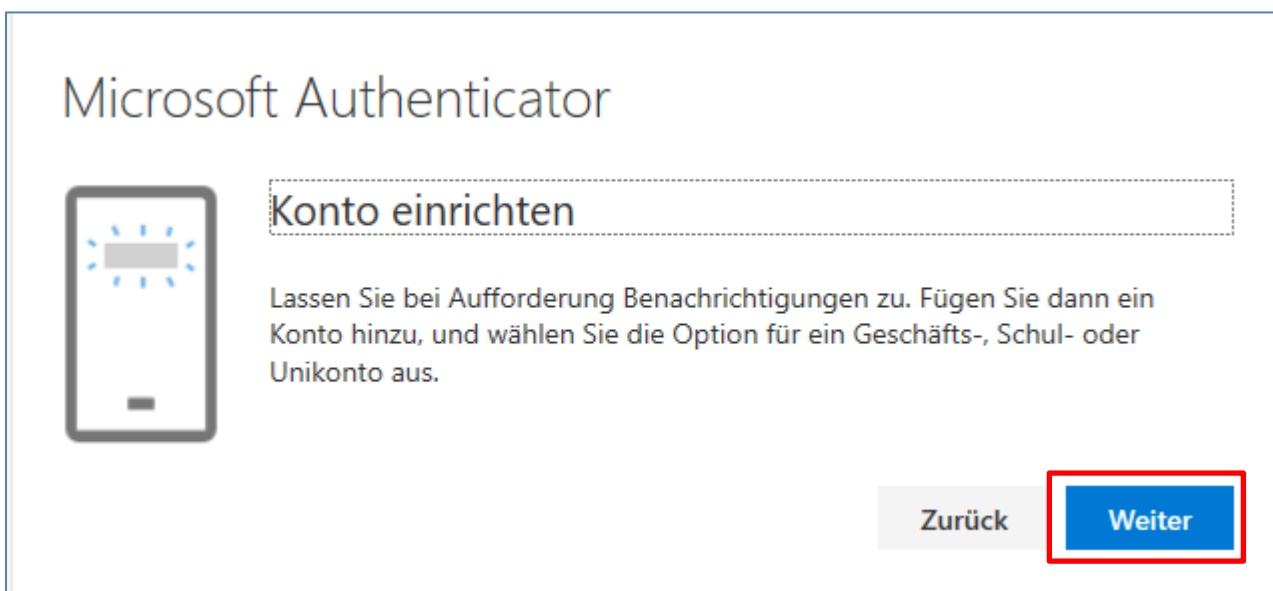 Microsoft Authenticator
Konto einrichten
Lassen Sie bei Aufforderung Benachrichtigungen zu. Fügen Sie dann ein
Konto hinzu, und wählen Sie die Option für ein Geschäfts-, Schul- oder
Unikonto aus.
Zurück Weiter